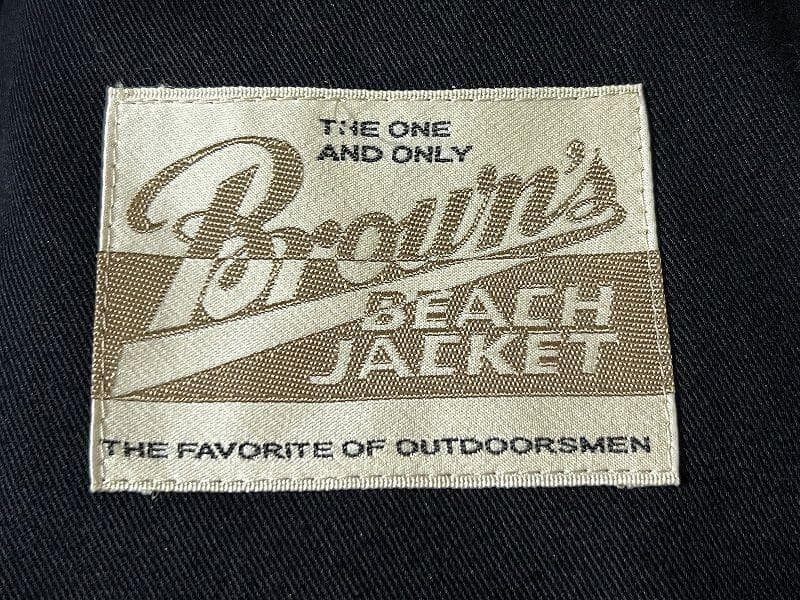 THE ONE
AND ONLY
Brown's
BEACH
JACKET
THE FAVORITE OF OUTDOORSMEN